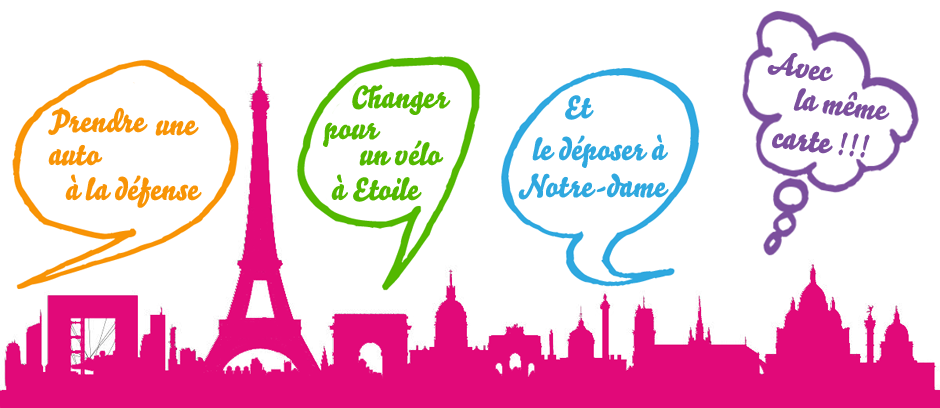 Prendre une
auto
à la défense
Changer
pour
un vélo
à Etoile
Et
le déposer à
Notre-dame
Avec
la même
carte !!!